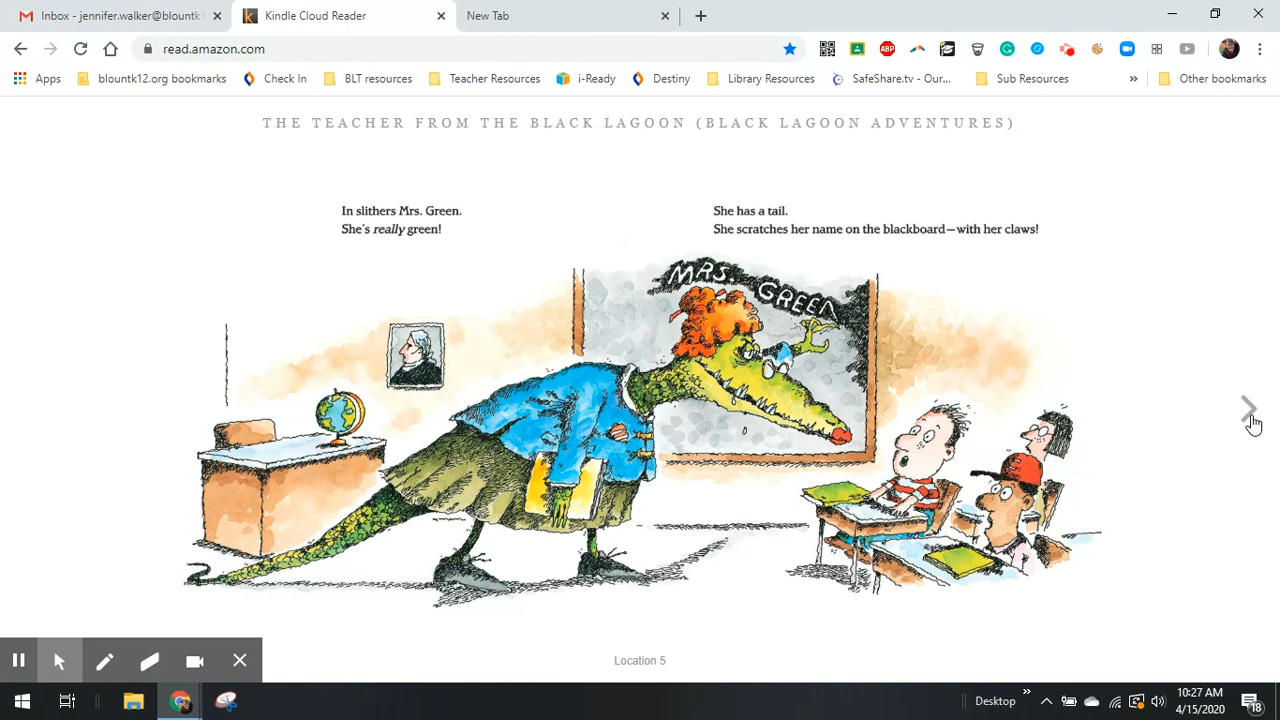 Inbox - jennifer.walker@blountk1
Kindle Cloud Reader
New Tab
read.amazon.com
ABP
Apps
blountk12.org bookmarks
Check In
BLT resources
Teacher Resources
i-Ready
Destiny
Library Resources
SafeShare.tv - Our...
Sub Resources
»
Other bookmarks
THE TEACHER FROM THE BLACK LAGOON (BLACK LAGOON ADVENTURES)
In slithers Mrs. Green.
She's really green!
She has a tail.
She scratches her name on the blackboard—with her claws!
MRS. GREEN
Location 5
Desktop
10:27 AM
4/15/2020
18